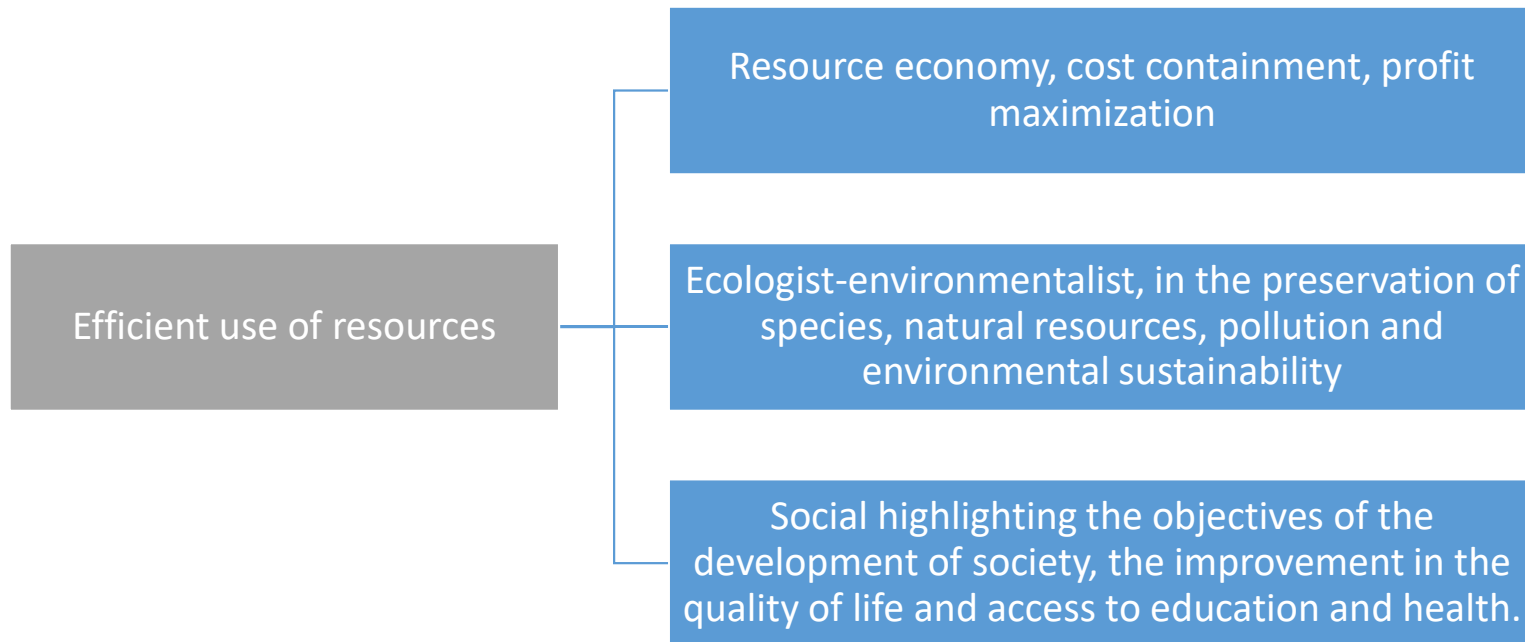 Resource economy, cost containment, profit
maximization
Efficient use of resources
Ecologist-environmentalist, in the preservation of
species, natural resources, pollution and
environmental sustainability
Social highlighting the objectives of the
development of society, the improvement in the
quality of life and access to education and health.